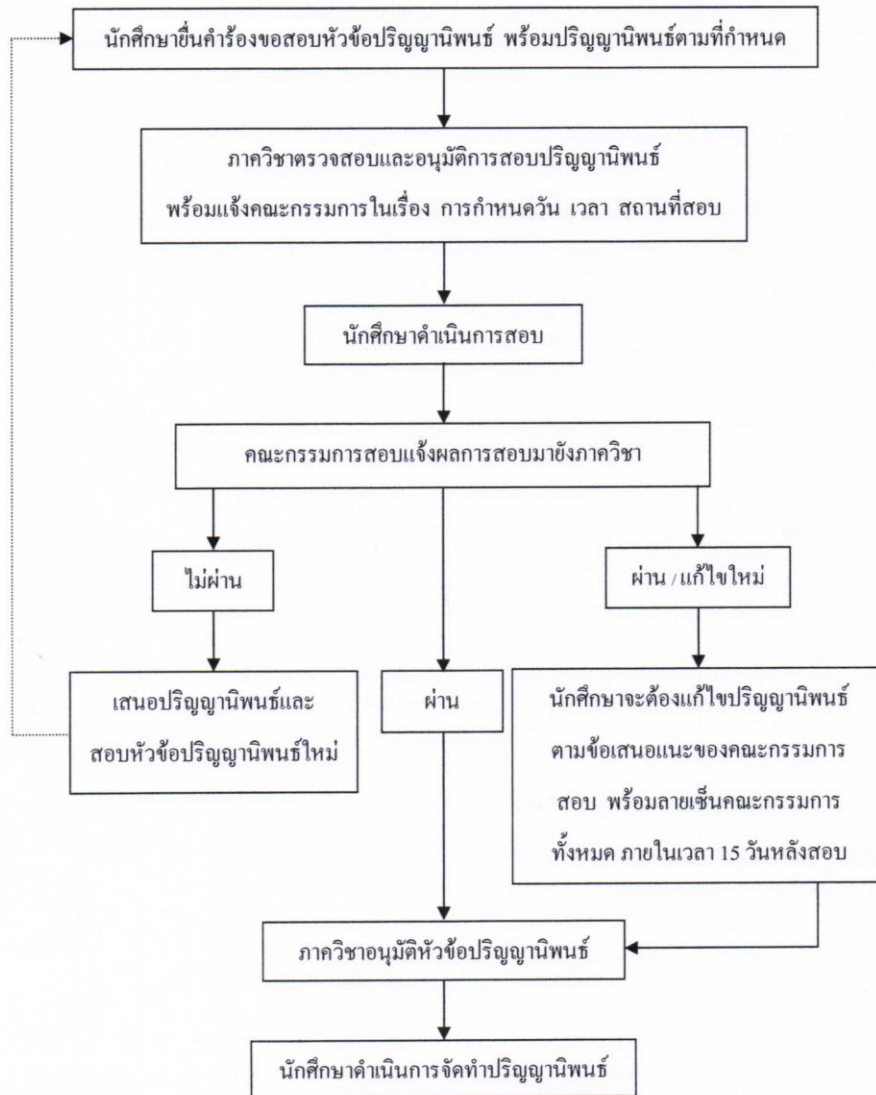 นักศึกษายื่นคำร้องขอสอบหัวข้อปริญญานิพนธ์ พร้อมปริญญานิพนธ์ตามที่กำหนด
ภาควิชาตรวจสอบและอนุมัติการสอบปริญญานิพนธ์
พร้อมแจ้งคณะกรรมการในเรื่อง การกำหนดวัน เวลา สถานที่สอบ
นักศึกษาดำเนินการสอบ
คณะกรรมการสอบแจ้งผลการสอบมายังภาควิชา
ไม่ผ่าน
ผ่าน / แก้ไขใหม่
เสนอปริญญานิพนธ์และ
สอบหัวข้อปริญญานิพนธ์ใหม่
ผ่าน
นักศึกษาจะต้องแก้ไขปริญญานิพนธ์
ตามข้อเสนอแนะของคณะกรรมการ
สอบ พร้อมลายเซ็นคณะกรรมการ
ทั้งหมด ภายในเวลา 15 วันหลังสอบ
ภาควิชาอนุมัติหัวข้อปริญญานิพนธ์
นักศึกษาดำเนินการจัดทำปริญญานิพนธ์